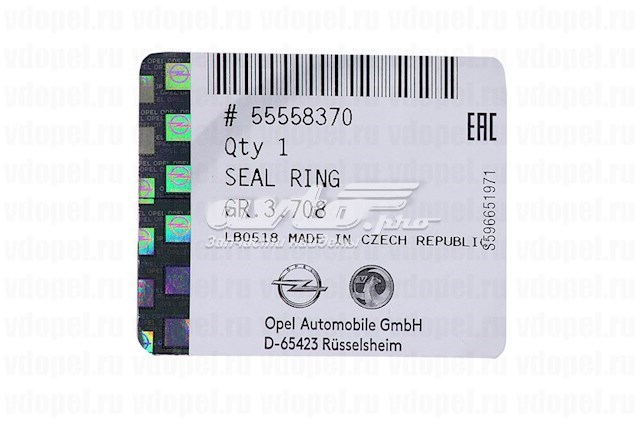 # 55558370
Qty 1
SEAL RING
GR.3,708
IB0518 MADE IN CZECH REPUBLIC
EAC
S596651971
Opel Automobile GmbH
D-65423 Rüsselsheim
vdopel.ru